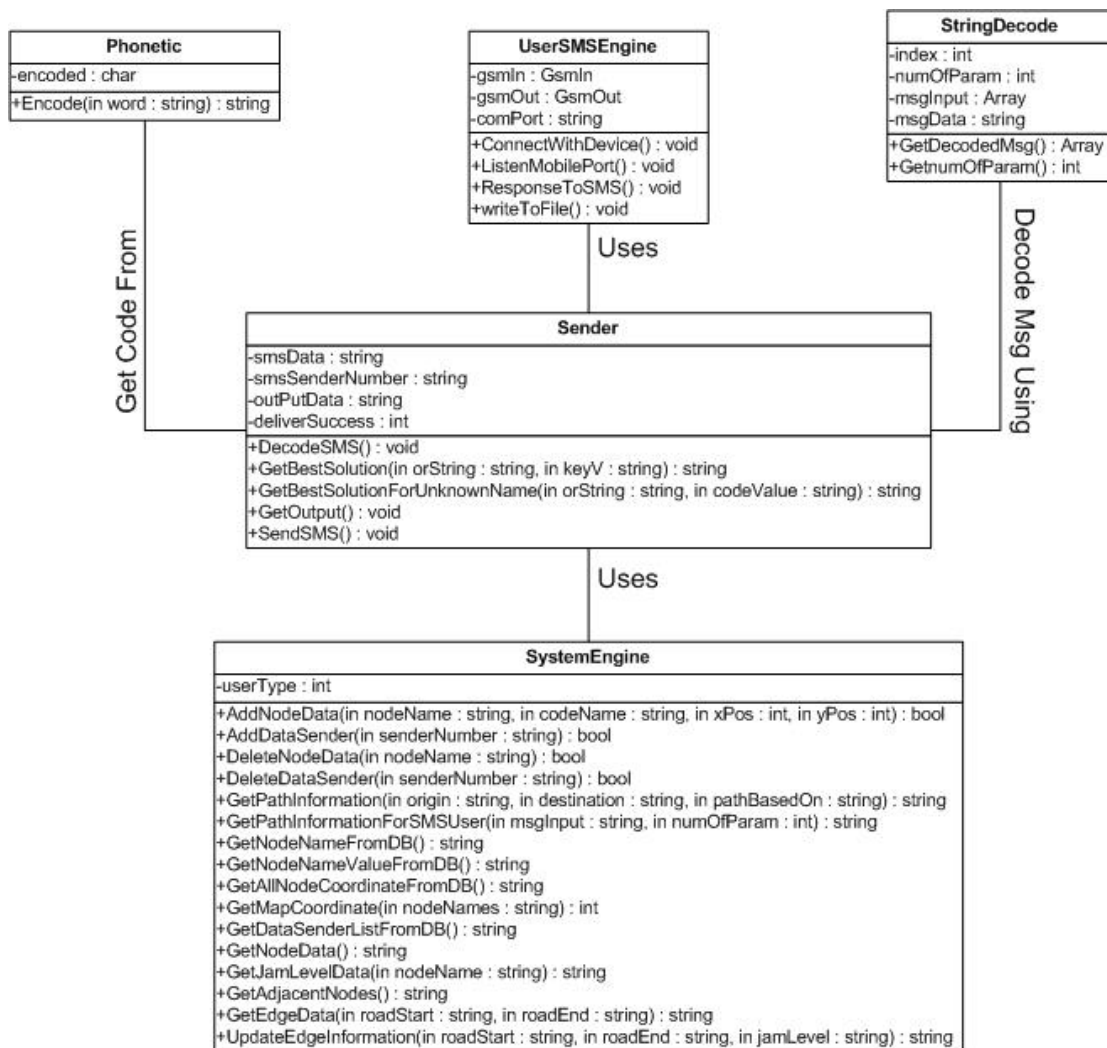 Phonetic
-encoded : char
+Encode(in word : string) : string
UserSMSEngine
-gsmIn : GsmIn
-gsmOut : GsmOut
-comPort : string
+ConnectWithDevice() : void
+ListenMobilePort() : void
+ResponseToSMS() : void
+writeToFile() : void
StringDecode
-index : int
-numOfParam : int
-msgInput : Array
-msgData : string
+GetDecodedMsg() : Array
+GetnumOfParam() : int
Get Code From
Uses
Decode Msg Using
Sender
-smsData : string
-smsSenderNumber : string
-outPutData : string
-deliverSuccess : int
+DecodeSMS() : void
+GetBestSolution(in orString : string, in keyV : string) : string
+GetBestSolutionForUnknownName(in orString : string, in codeValue : string) : string
+GetOutput() : void
+SendSMS() : void
Uses
SystemEngine
-userType : int
+AddNodeData(in nodeName : string, in codeName : string, in xPos : int, in yPos : int) : bool
+AddDataSender(in senderNumber : string) : bool
+DeleteNodeData(in nodeName : string) : bool
+DeleteDataSender(in senderNumber : string) : bool
+GetPathInformation(in origin : string, in destination : string, in pathBasedOn : string) : string
+GetPathInformationForSMSUser(in msgInput : string, in numOfParam : int) : string
+GetNodeNameFromDB() : string
+GetNodeNameValueFromDB() : string
+GetAllNodeCoordinateFromDB() : string
+GetMapCoordinate(in nodeNames : string) : int
+GetDataSenderListFromDB() : string
+GetNodeData() : string
+GetJamLevelData(in nodeName : string) : string
+GetAdjacentNodes() : string
+GetEdgeData(in roadStart : string, in roadEnd : string) : string
+UpdateEdgeInformation(in roadStart : string, in roadEnd : string, in jamLevel : string) : string